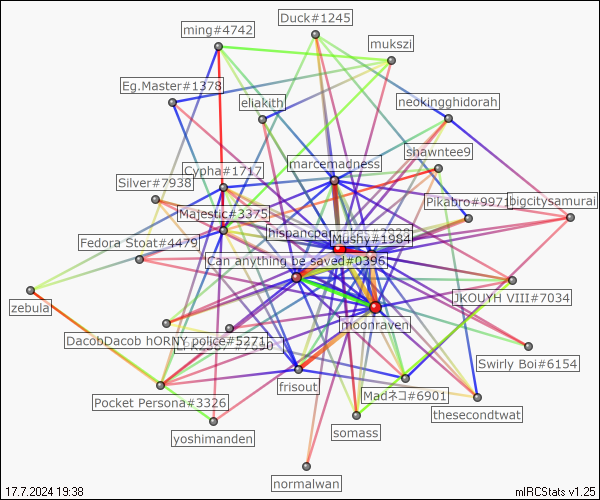 Duck#1245
ming#4742
mukszi
Eg.Master#1378
eliakith
neokingghidorah
shawntee9
marcemadness
Cypha#1717
Silver#7938
Pikabro#9971
bigcitysamurai
Majestic#3375
Mushy#1984
Fedora Stoat#4479
Can anything be saved#0396
JKOUYH VIII#7034
zebula
moonraven
DacobDacob hORNY police#5271
Swirly Boi#6154
frisout
Madネコ#6901
Pocket Persona#3326
thesecondtwat
yoshimanden
somass
normalwan
17.7.2024 19:38
mIRCStats v1.25